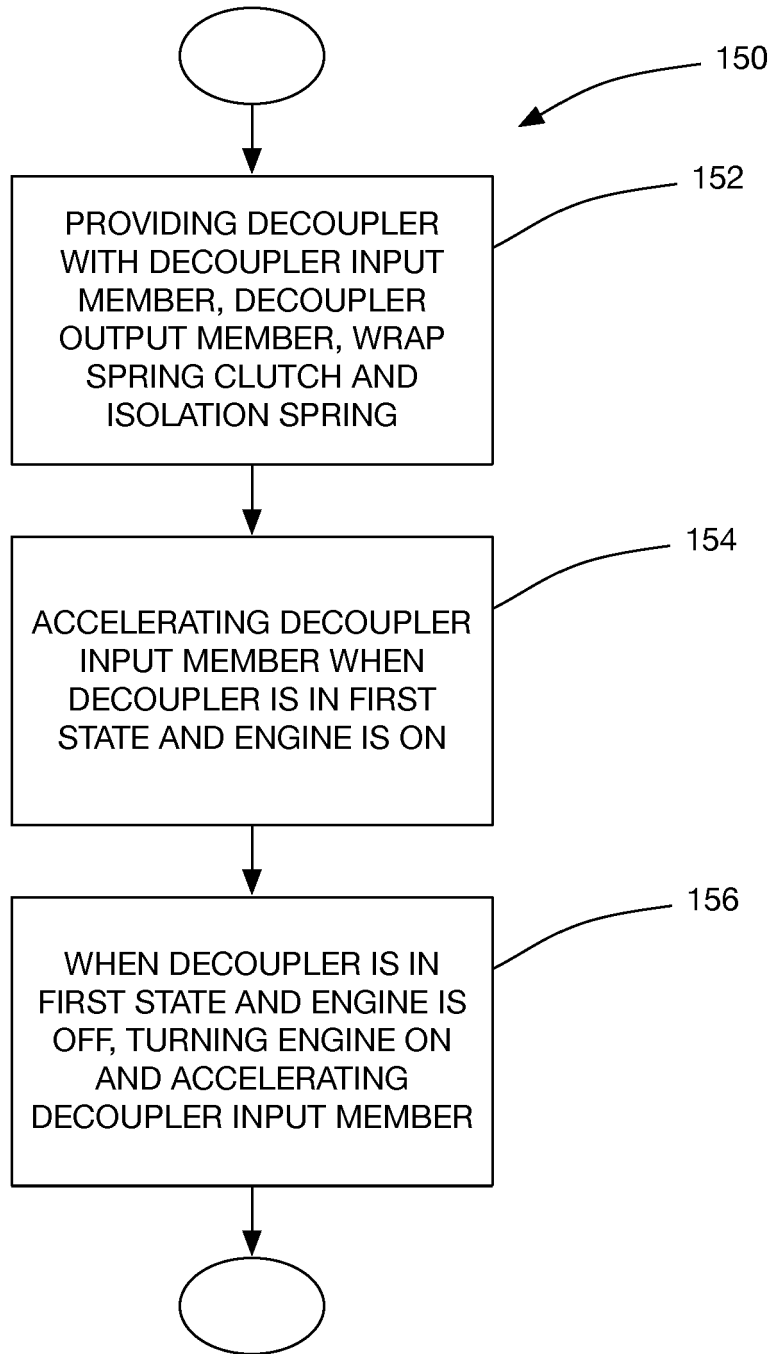 150
152
PROVIDING DECOUPLER
WITH DECOUPLER INPUT
MEMBER, DECOUPLER
OUTPUT MEMBER, WRAP
SPRING CLUTCH AND
ISOLATION SPRING
154
ACCELERATING DECOUPLER
INPUT MEMBER WHEN
DECOUPLER IS IN FIRST
STATE AND ENGINE IS ON
156
WHEN DECOUPLER IS IN
FIRST STATE AND ENGINE IS
OFF, TURNING ENGINE ON
AND ACCELERATING
DECOUPLER INPUT MEMBER